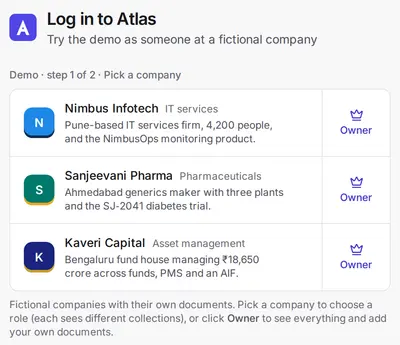 Log in to Atlas
Try the demo as someone at a fictional company
Demo · step 1 of 2 · Pick a company
N
Nimbus Infotech IT services
Pune-based IT services firm, 4,200 people,
and the NimbusOps monitoring product.
Owner
S
Sanjeevani Pharma Pharmaceuticals
Ahmedabad generics maker with three plants
and the SJ-2041 diabetes trial.
Owner
K
Kaveri Capital Asset management
Bengaluru fund house managing ₹18,650
crore across funds, PMS and an AIF.
Owner
Fictional companies with their own documents. Pick a company to choose a
role (each sees different collections), or click Owner to see everything and add
your own documents.